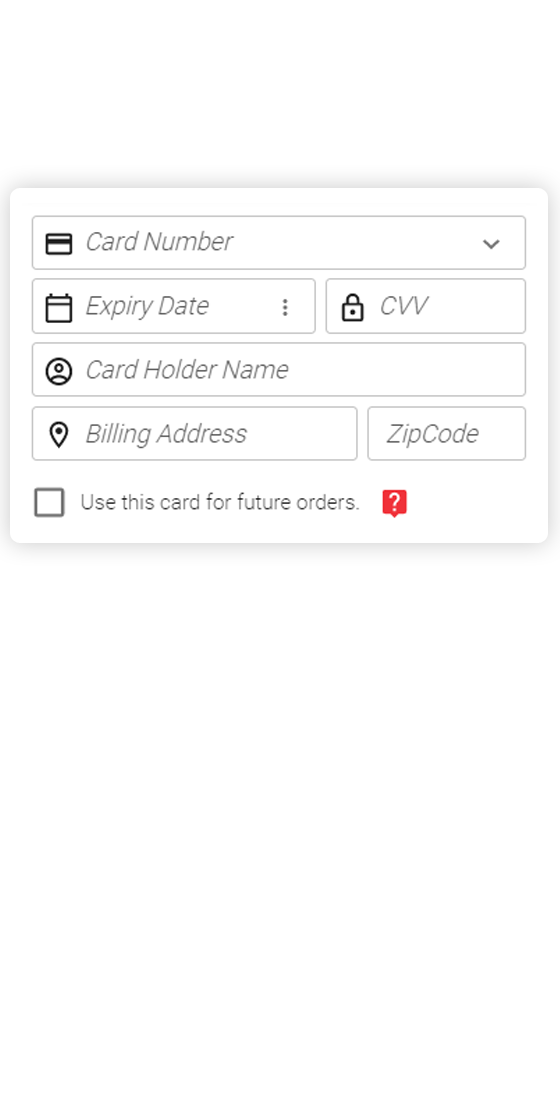 Card Number
Expiry Date
CVV
Card Holder Name
Billing Address
ZipCode
Use this card for future orders.
?